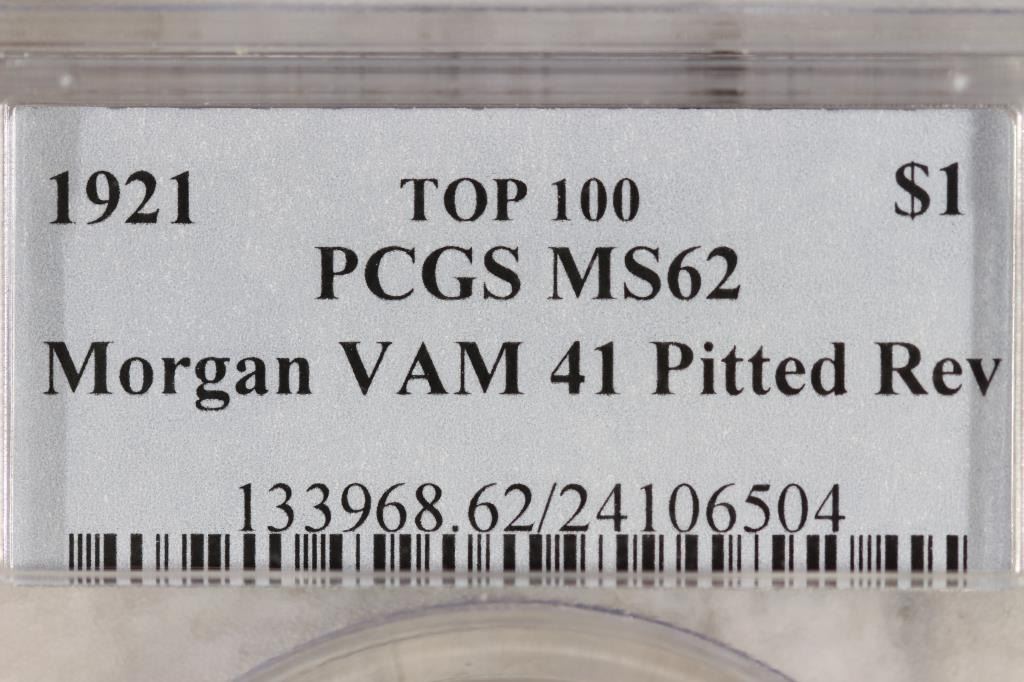 1921 TOP 100 $1
PCGS MS62
Morgan VAM 41 Pitted Rev
133968.62/24106504